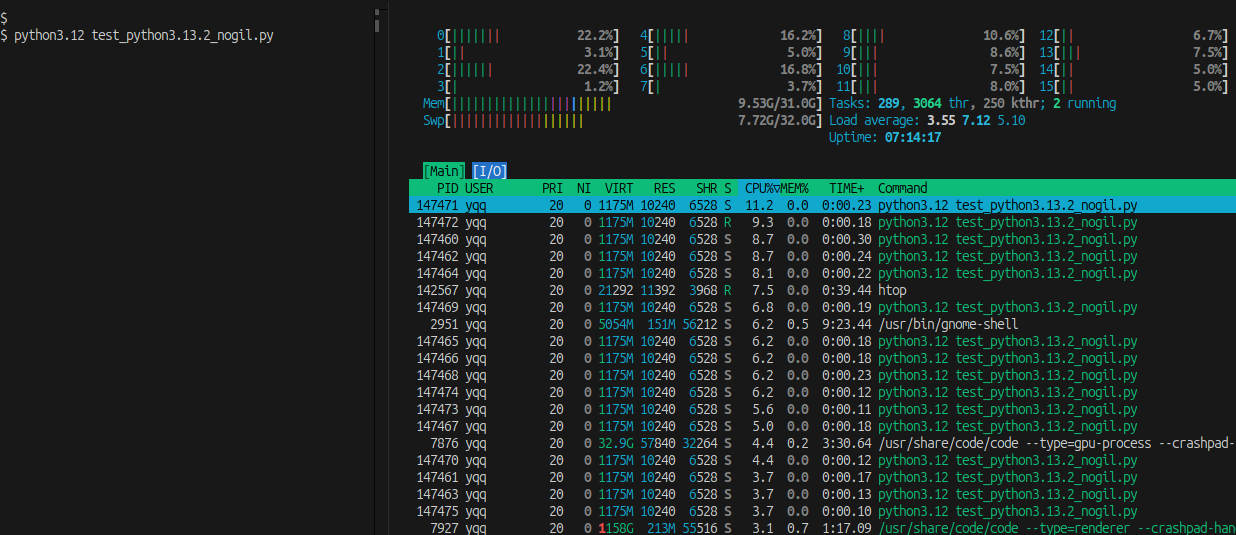 $
$ python3.12 test_python3.13.2_nogil.py
0[||||||| 22.2%] 4[||||| 16.2%] 8[|||| 10.6%] 12[|| 6.7%]
1[|| 3.1%] 5[|| 5.0%] 9[||| 8.6%] 13[||| 7.5%]
2[|||||| 22.4%] 6[||||| 16.8%] 10[||| 7.5%] 14[|| 5.0%]
3[| 1.2%] 7[| 3.7%] 11[||| 8.0%] 15[|| 5.0%]
Mem[||||||||||||||||||||||| 9.53G/31.0G] Tasks: 289, 3064 thr, 250 kthr; 2 running
Swp[||||||||||||||||||| 7.72G/32.0G] Load average: 3.55 7.12 5.10
Uptime: 07:14:17
[Main] [I/O]
PID USER PRI NI VIRT RES SHR S CPU%▽MEM% TIME+ Command
147471 yqq 20 0 1175M 10240 6528 S 11.2 0.0 0:00.23 python3.12 test_python3.13.2_nogil.py
147472 yqq 20 0 1175M 10240 6528 R 9.3 0.0 0:00.18 python3.12 test_python3.13.2_nogil.py
147460 yqq 20 0 1175M 10240 6528 S 8.7 0.0 0:00.30 python3.12 test_python3.13.2_nogil.py
147462 yqq 20 0 1175M 10240 6528 S 8.7 0.0 0:00.24 python3.12 test_python3.13.2_nogil.py
147464 yqq 20 0 1175M 10240 6528 S 8.1 0.0 0:00.22 python3.12 test_python3.13.2_nogil.py
142567 yqq 20 0 21292 11392 3968 R 7.5 0.0 0:39.44 htop
147469 yqq 20 0 1175M 10240 6528 S 6.8 0.0 0:00.19 python3.12 test_python3.13.2_nogil.py
2951 yqq 20 0 5054M 151M 56212 S 6.2 0.5 9:23.44 /usr/bin/gnome-shell
147465 yqq 20 0 1175M 10240 6528 S 6.2 0.0 0:00.18 python3.12 test_python3.13.2_nogil.py
147466 yqq 20 0 1175M 10240 6528 S 6.2 0.0 0:00.18 python3.12 test_python3.13.2_nogil.py
147468 yqq 20 0 1175M 10240 6528 S 6.2 0.0 0:00.23 python3.12 test_python3.13.2_nogil.py
147474 yqq 20 0 1175M 10240 6528 S 6.2 0.0 0:00.12 python3.12 test_python3.13.2_nogil.py
147473 yqq 20 0 1175M 10240 6528 S 5.6 0.0 0:00.11 python3.12 test_python3.13.2_nogil.py
147467 yqq 20 0 1175M 10240 6528 S 5.0 0.0 0:00.18 python3.12 test_python3.13.2_nogil.py
7876 yqq 20 0 32.9G 57840 32264 S 4.4 0.2 3:30.64 /usr/share/code/code --type=gpu-process --crashpad-
147470 yqq 20 0 1175M 10240 6528 S 4.4 0.0 0:00.12 python3.12 test_python3.13.2_nogil.py
147461 yqq 20 0 1175M 10240 6528 S 3.7 0.0 0:00.17 python3.12 test_python3.13.2_nogil.py
147463 yqq 20 0 1175M 10240 6528 S 3.7 0.0 0:00.13 python3.12 test_python3.13.2_nogil.py
147475 yqq 20 0 1175M 10240 6528 S 3.7 0.0 0:00.10 python3.12 test_python3.13.2_nogil.py
7927 yqq 20 0 1158G 213M 55516 S 3.1 0.7 1:17.09 /usr/share/code/code --type=renderer --crashpad-han